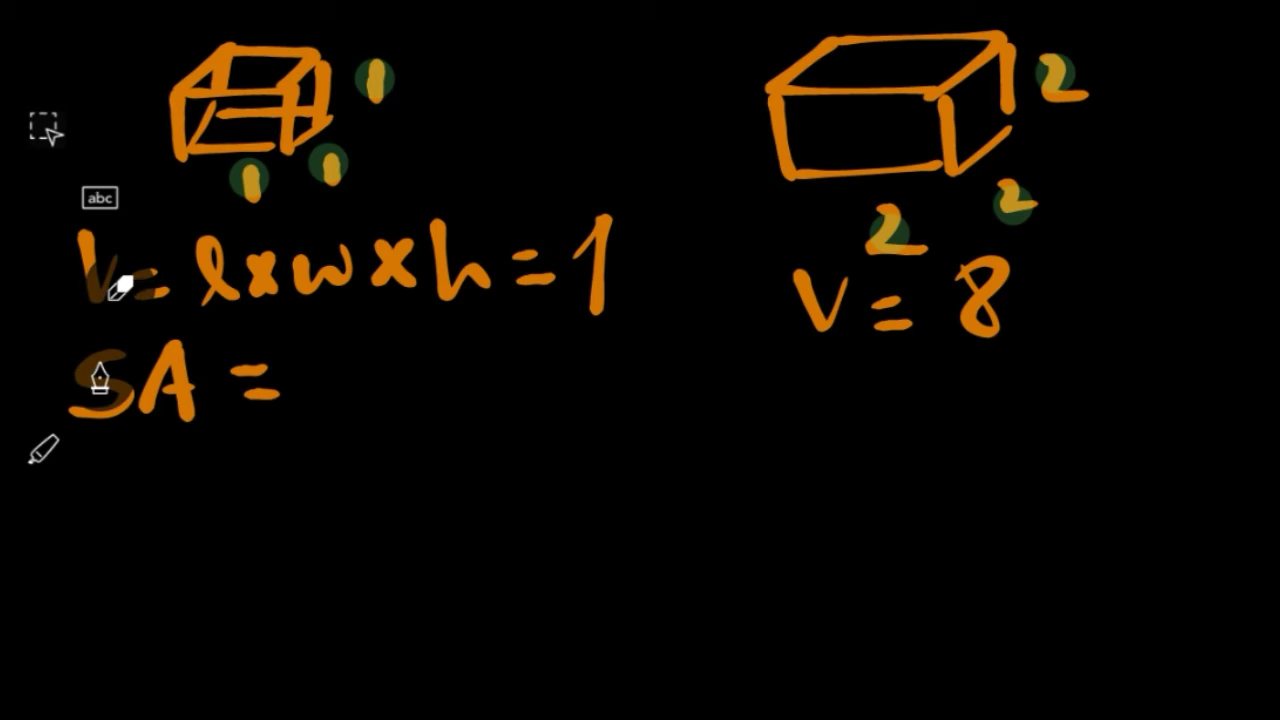 1
1 1
V = l x w x h = 1
SA =
2
2
2
V = 8
abc